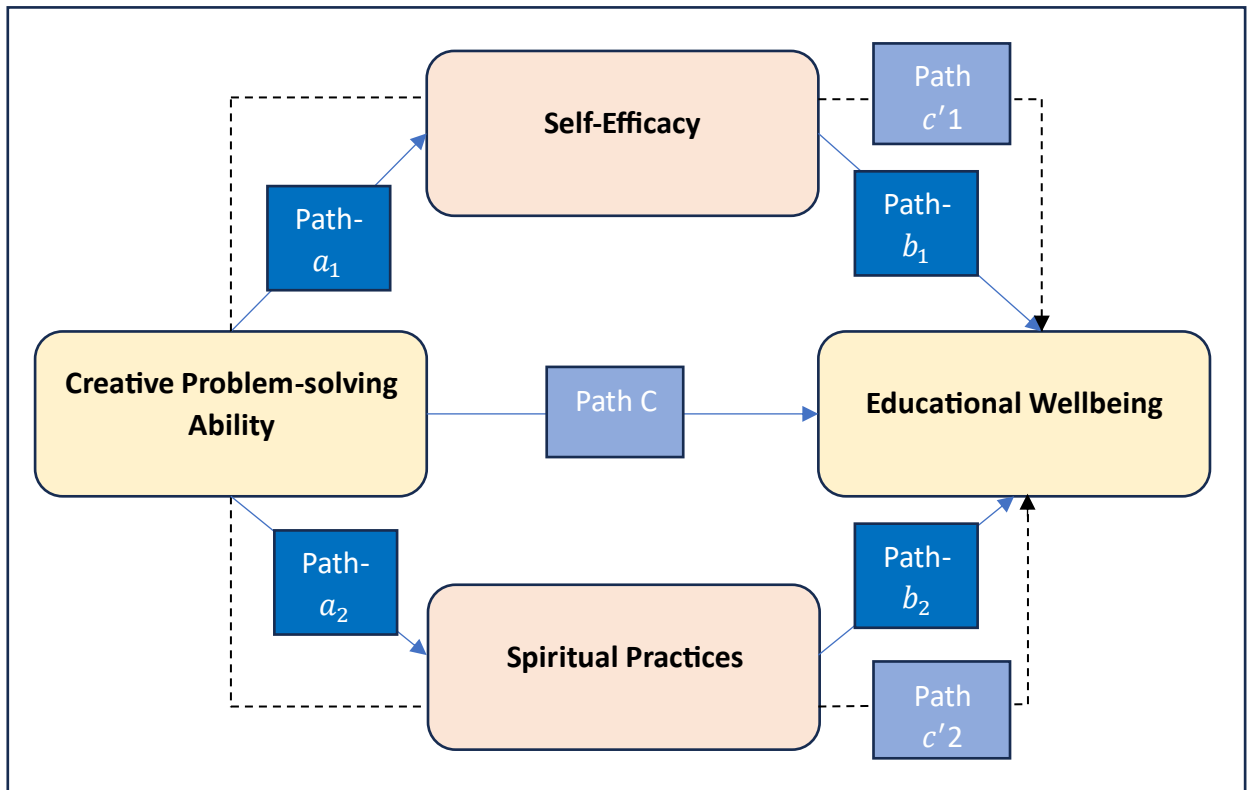 Self-Efficacy
Path
c′1
Path-
a₁
Path-
b₁
Creative Problem-solving
Ability
Path C
Educational Wellbeing
Path-
a₂
Path-
b₂
Spiritual Practices
Path
c′2